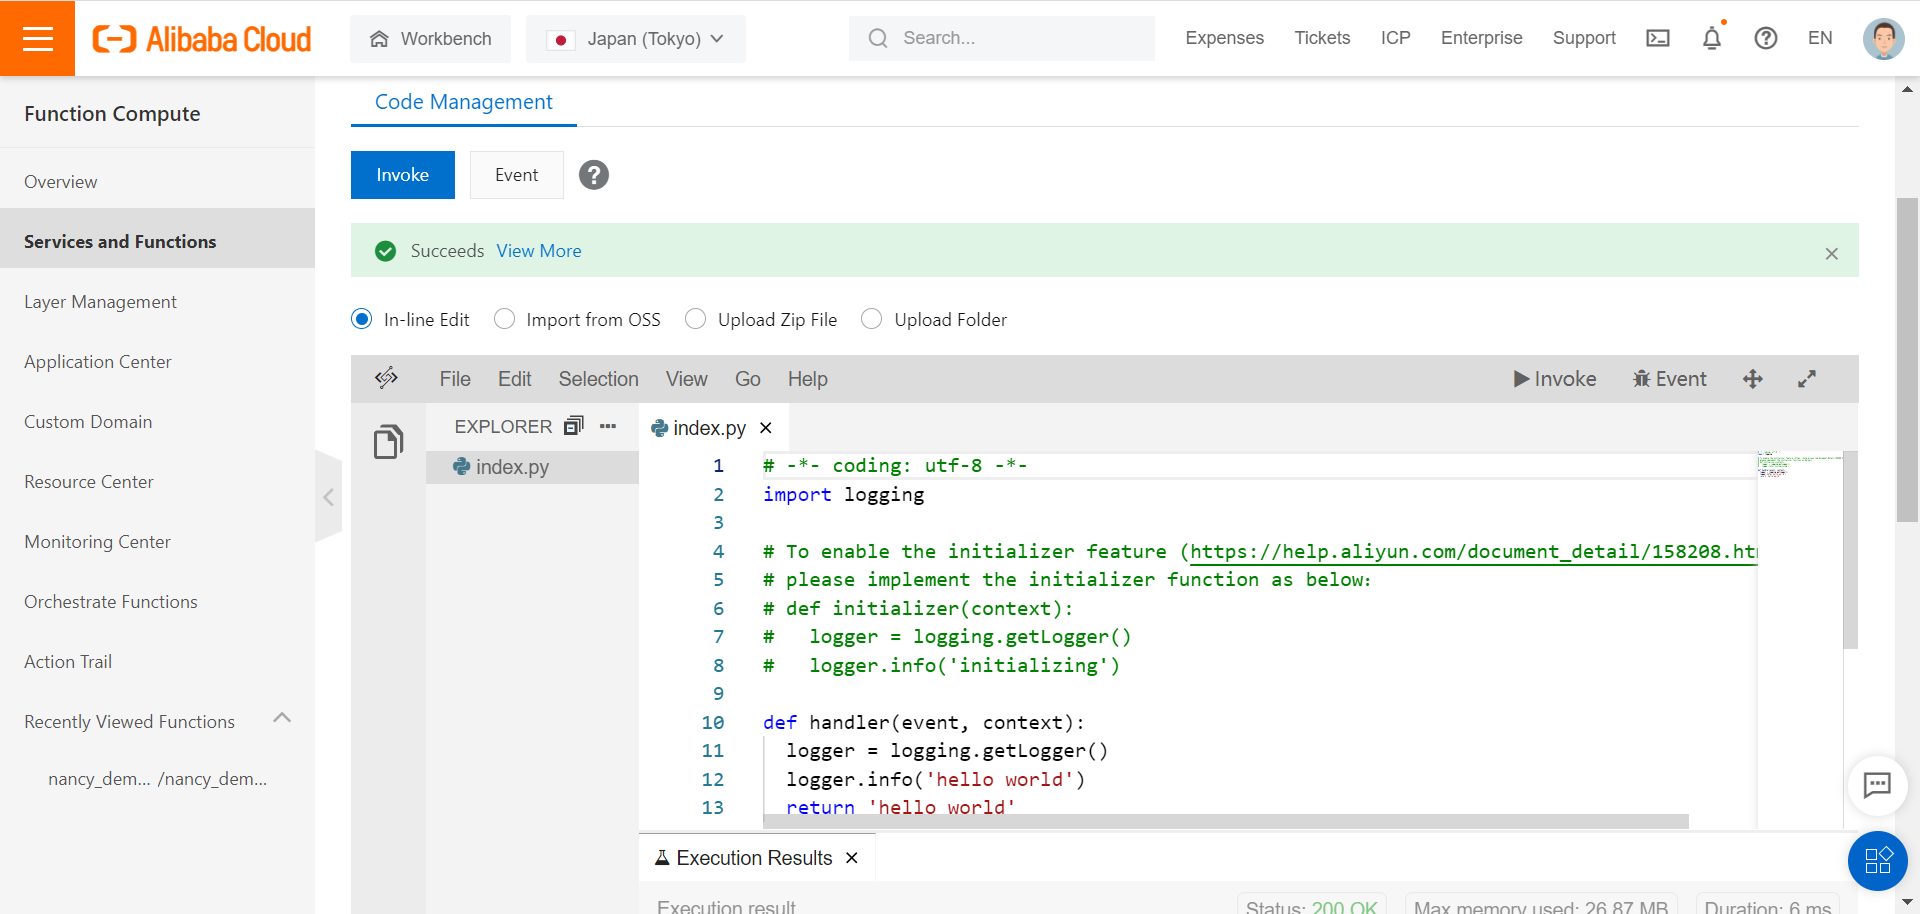 Alibaba Cloud
Workbench
Japan (Tokyo)
Search...
Expenses
Tickets
ICP
Enterprise
Support
EN
Function Compute
Overview
Services and Functions
Layer Management
Application Center
Custom Domain
Resource Center
Monitoring Center
Orchestrate Functions
Action Trail
Recently Viewed Functions
nancy_dem... /nancy_dem...
Code Management
Invoke
Event
?
Succeeds View More
In-line Edit
Import from OSS
Upload Zip File
Upload Folder
File Edit Selection View Go Help
Invoke
Event
EXPLORER
index.py
index.py
1 # -*- coding: utf-8 -*-
2 import logging
3
4 # To enable the initializer feature (https://help.aliyun.com/document_detail/158208.ht
5 # please implement the initializer function as below:
6 # def initializer(context):
7 #   logger = logging.getLogger()
8 #   logger.info('initializing')
9
10 def handler(event, context):
11   logger = logging.getLogger()
12   logger.info('hello world')
13   return 'hello world'
Execution Results
Execution result
Status: 200 OK
Max memory used: 26.87 MB
Duration: 6 ms